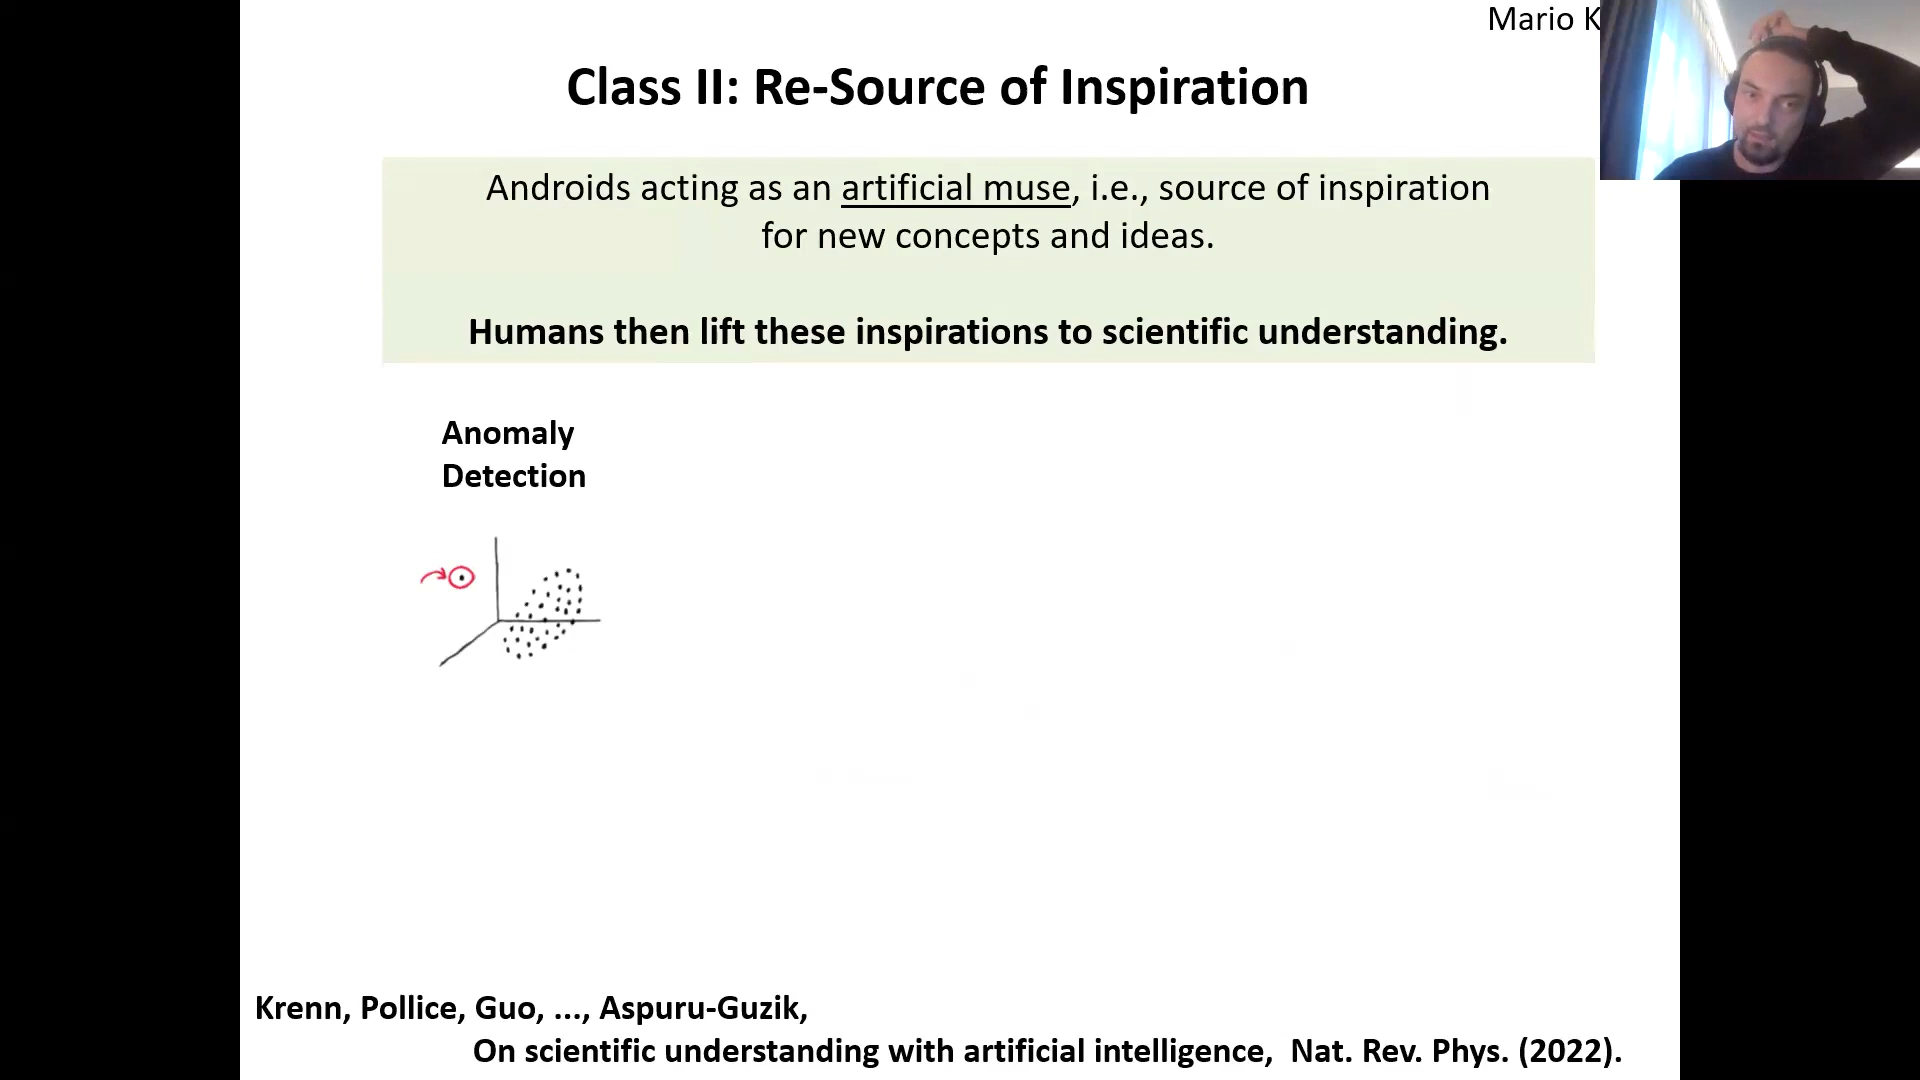 Mario K
Class II: Re-Source of Inspiration
Androids acting as an artificial muse, i.e., source of inspiration
for new concepts and ideas.
Humans then lift these inspirations to scientific understanding.
Anomaly
Detection
Krenn, Pollice, Guo, ..., Aspuru-Guzik,
On scientific understanding with artificial intelligence, Nat. Rev. Phys. (2022).